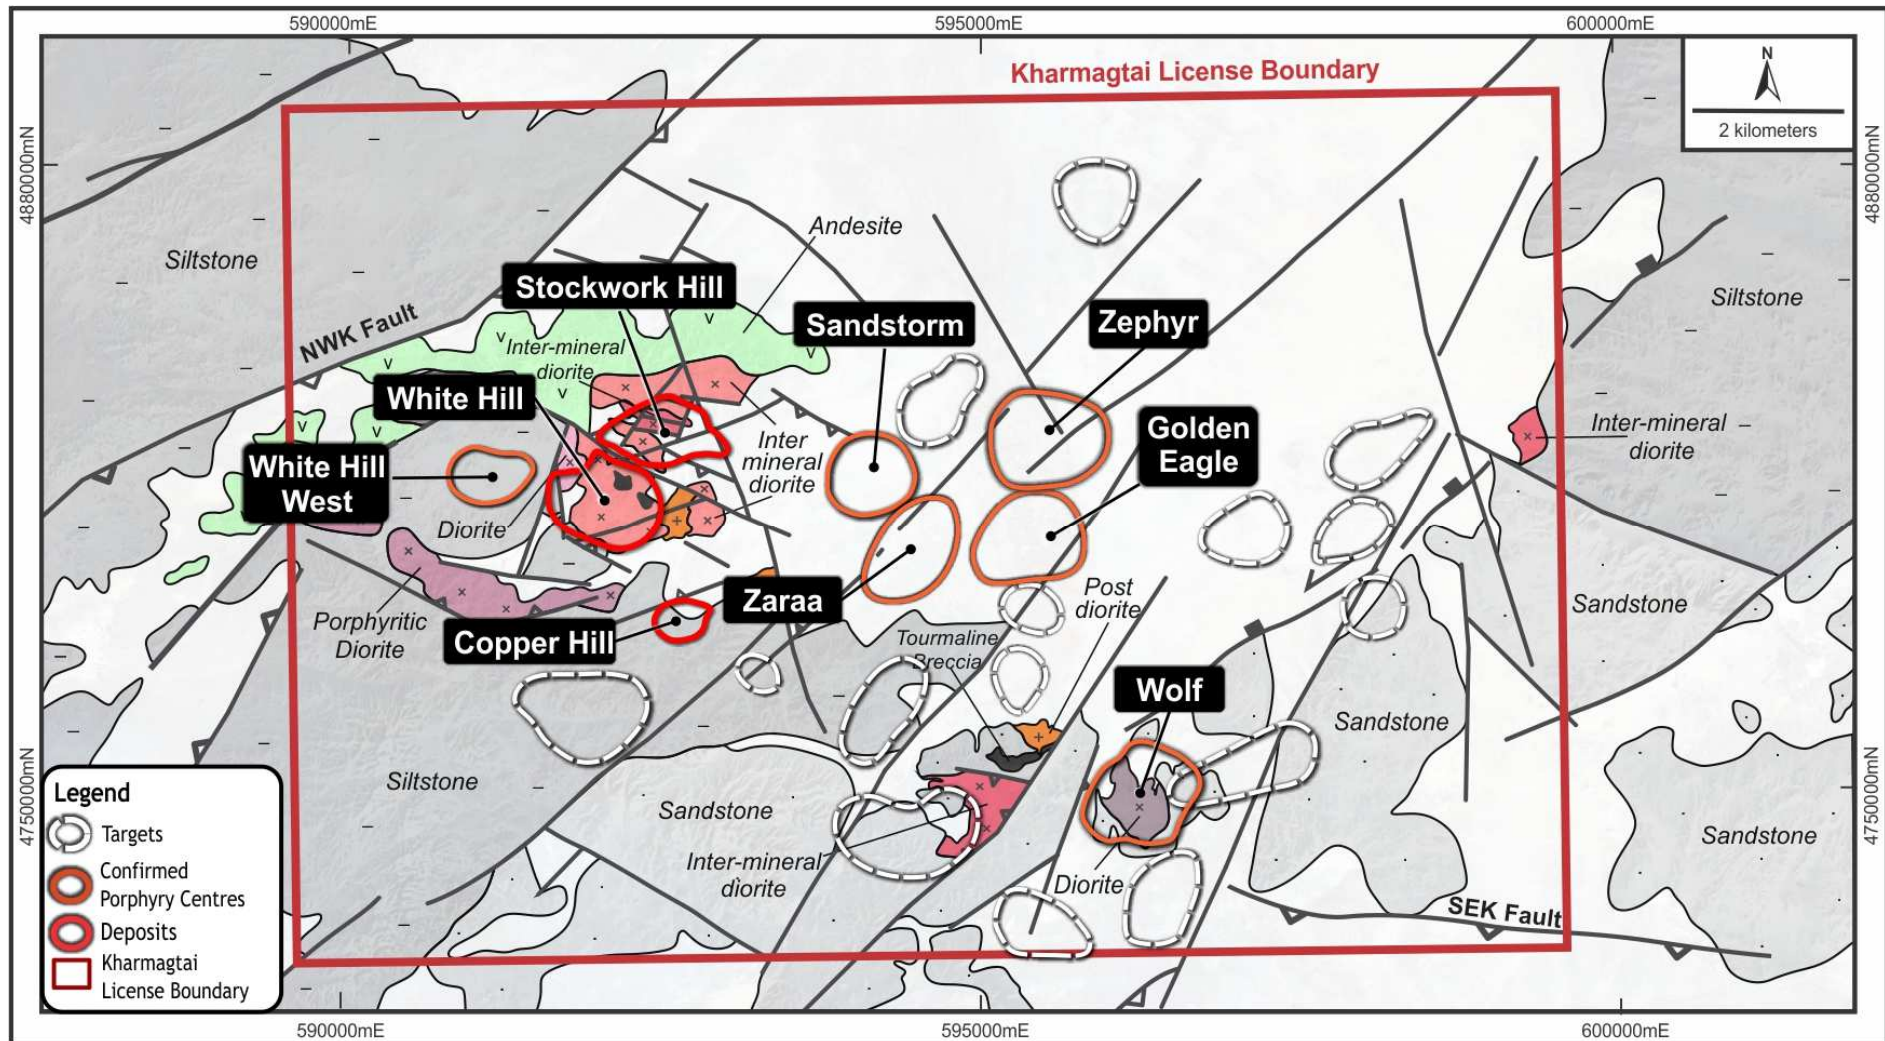 590000mE
595000mE
600000mE
Kharmagtai License Boundary
N
2 kilometers
4880000mN
4880000mN
Siltstone
Andesite
Siltstone
Stockwork Hill
Sandstorm
Zephyr
NWK Fault
Inter-mineral
diorite
White Hill
Golden
Eagle
Inter-mineral
diorite
Inter
mineral
diorite
White Hill
West
Diorite
Zaraa
Post
diorite
Sandstone
Porphyritic
Diorite
Copper Hill
Tourmaline
Breccia
Wolf
Sandstone
Siltstone
Sandstone
Sandstone
Inter-mineral
diorite
Diorite
SEK Fault
4750000mN
4750000mN
Legend
Targets
Confirmed
Porphyry Centres
Deposits
Kharmagtai
License Boundary
590000mE
595000mE
600000mE